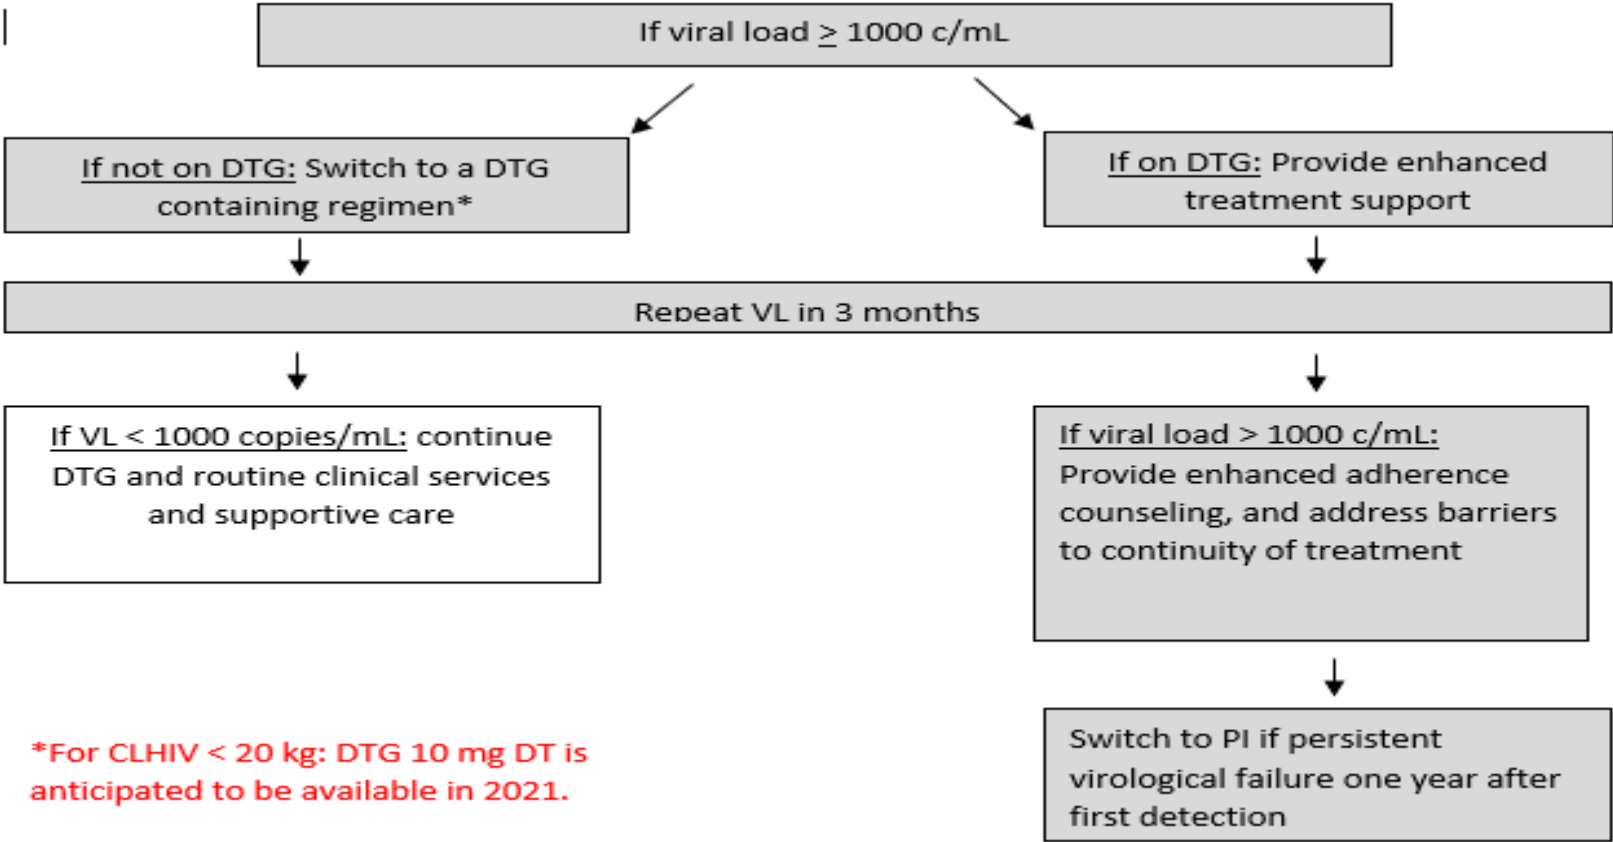 If viral load ≥ 1000 c/mL
If not on DTG: Switch to a DTG
containing regimen*
If on DTG: Provide enhanced
treatment support
Repeat VL in 3 months
If VL < 1000 copies/mL: continue
DTG and routine clinical services
and supportive care
If viral load > 1000 c/mL:
Provide enhanced adherence
counseling, and address barriers
to continuity of treatment
*For CLHIV < 20 kg: DTG 10 mg DT is
anticipated to be available in 2021.
Switch to PI if persistent
virological failure one year after
first detection